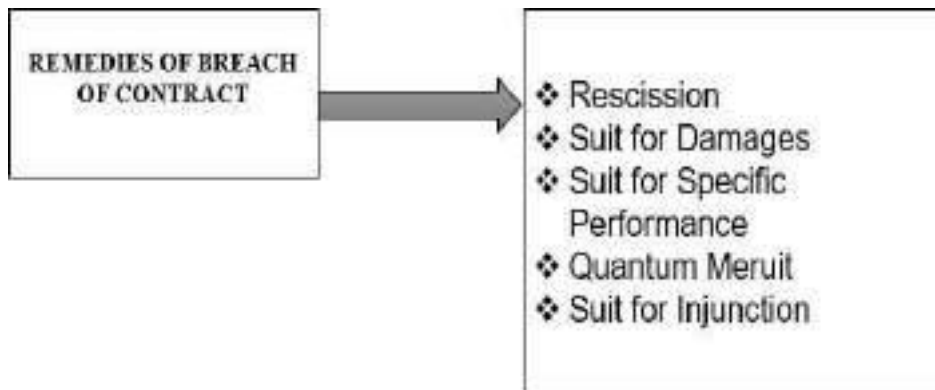 REMEDIES OF BREACH
OF CONTRACT
❖ Rescission
❖ Suit for Damages
❖ Suit for Specific
Performance
❖ Quantum Meruit
❖ Suit for Injunction